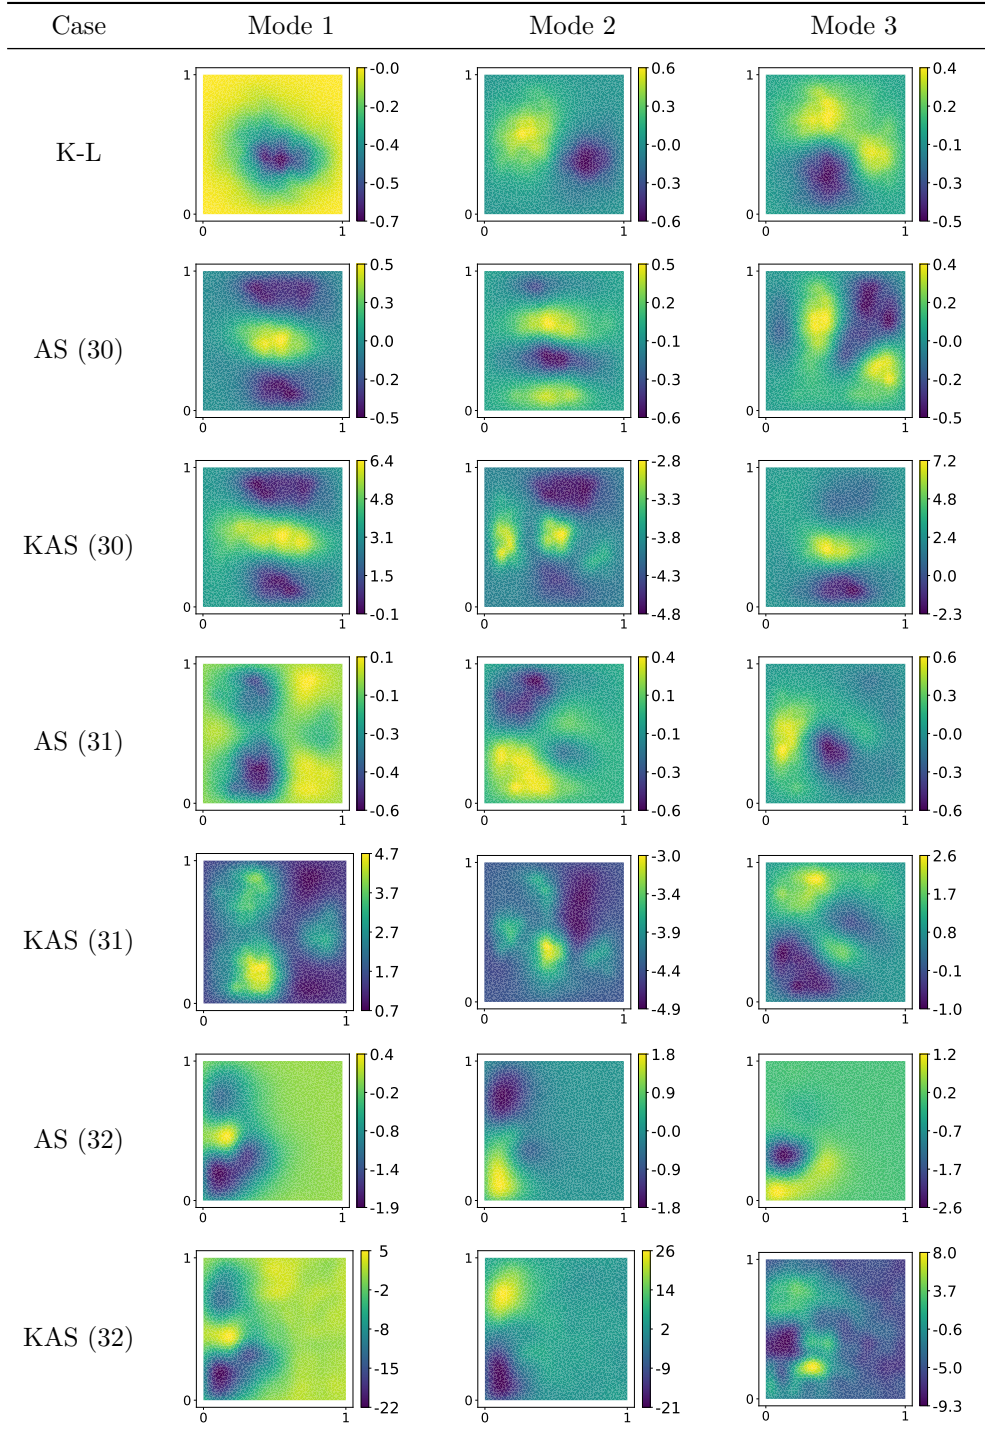 Case Mode 1 Mode 2 Mode 3
K-L
1 0 0 1 -0.0 -0.2 -0.4 -0.5 -0.7
1 0 0 1 0.6 0.3 -0.0 -0.3 -0.6
1 0 0 1 0.4 0.2 -0.1 -0.3 -0.5
AS (30)
1 0 0 1 0.5 0.3 0.0 -0.2 -0.5
1 0 0 1 0.5 0.2 -0.1 -0.3 -0.6
1 0 0 1 0.4 0.2 -0.1 -0.3 -0.5
KAS (30)
1 0 0 1 6.4 4.8 3.1 1.5 -0.1
1 0 0 1 -2.8 -3.3 -3.8 -4.3 -4.8
1 0 0 1 7.2 4.8 2.4 0.0 -2.3
AS (31)
1 0 0 1 0.1 -0.1 -0.3 -0.4 -0.6
1 0 0 1 0.4 0.1 -0.1 -0.3 -0.6
1 0 0 1 0.6 0.3 -0.0 -0.3 -0.6
KAS (31)
1 0 0 1 4.7 3.7 2.7 1.7 0.7
1 0 0 1 -3.0 -3.4 -3.9 -4.4 -4.9
1 0 0 1 2.6 1.7 0.8 -0.1 -1.0
AS (32)
1 0 0 1 0.4 -0.2 -0.8 -1.4 -1.9
1 0 0 1 1.8 0.9 -0.0 -0.9 -1.8
1 0 0 1 1.2 0.2 -0.7 -1.7 -2.6
KAS (32)
1 0 0 1 5 -2 -8 -15 -22
1 0 0 1 26 14 2 -9 -21
1 0 0 1 8.0 3.7 -0.6 -5.0 -9.3